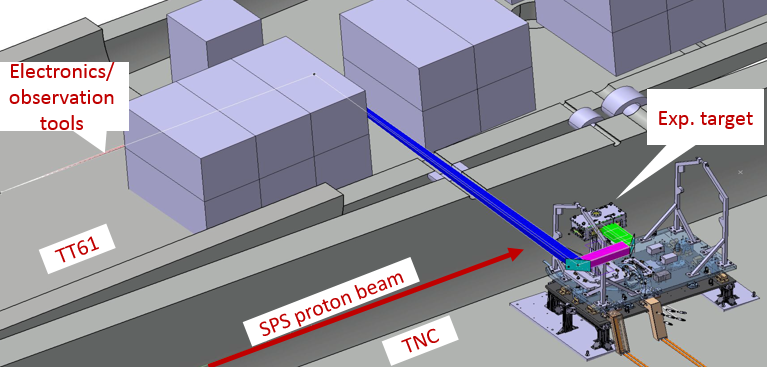 Electronics/
observation
tools
Exp. target
TT61
SPS proton beam
TNC